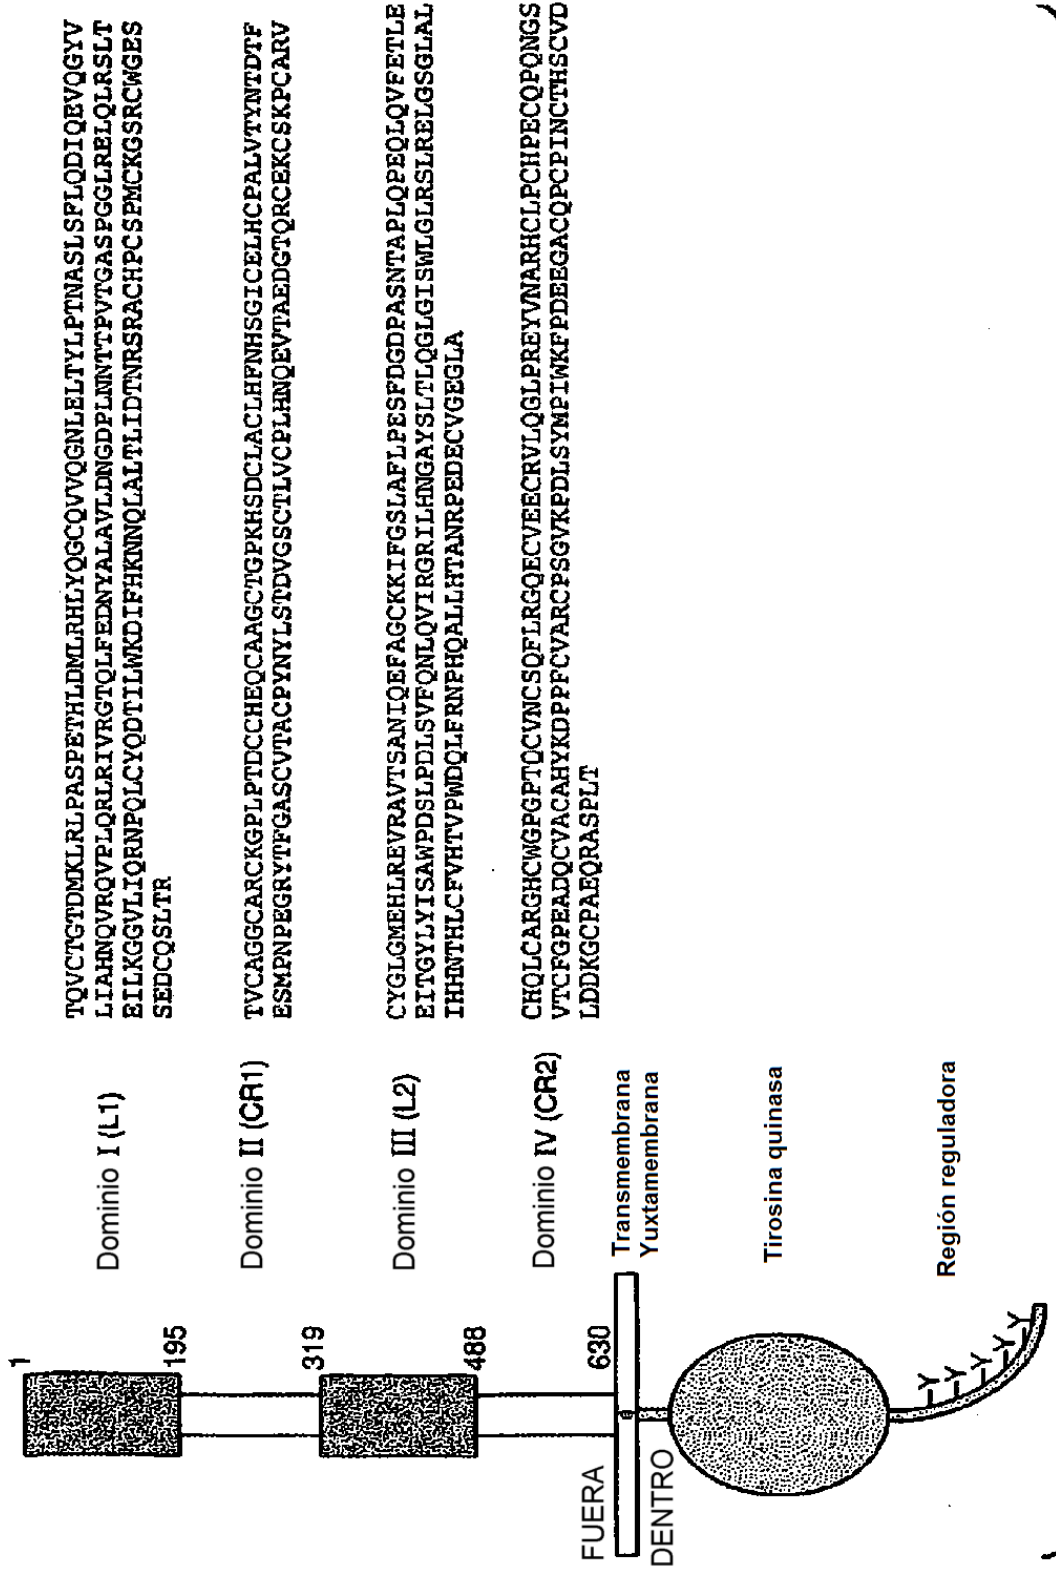 1
195
319
488
630
FUERA
DENTRO
Dominio I (L1)
TQVCTGTDMKLRLPASPETHLDMLRHLYQGCQVVQGNLELTYLPTNASLSFLQDIQEVQGYV
LIAHNQVRQVPLQRLRIVRGTQLFEDNYALAVLDNGDPLNNTTPVTGASPGGLRELQLRSLT
EILKGGVLIQRNPQLCYQDTILWKDIFHKNNQLALTLIDTNRSRACHPCSPMCKGSRCWGES
SEDCQSLTR
Dominio II (CR1)
TVCAGGCARCKGPLPTDCCHEQCAAGCTGPKHSDCLACLHFNHSGICELHCPALVTYNTDTF
ESMPNPEGRYTFGASCVTACPYNYLSTDVGSCTLVCPLHNQEVTAEDGTQRCEKCSKPCARV
Dominio III (L2)
CYGLGMEHLREVRAVTSANIQEFAGCKKIFGSLAFLPESFDGDPASNTAPLQPEQLQVFETLE
EITGYLYISAWPDSLPDLSVFQNLQVIRGRILHNGAYSLTLQGLGISWLGLRSLRELGSGLAL
IHHNTHLCFVHTVPWDQLFRNPHQALLHTANRPEDECVGEGLA
Dominio IV (CR2)
CHQLCARGHCWGPGPTQCVNCSQFLRGQECVEECRVLQGLPREYVNARHCLPCHPECQPQNGS
VTCFGPEADQCVACAHYKDPPFCVARCPSGVKPDLSYMPIWKFPDEEGACQPCPINCTHSCVD
LDDKGCPAEQRASPLT
Transmembrana
Yuxtamembrana
Tirosina quinasa
Región reguladora
Y
Y
Y
Y
Y